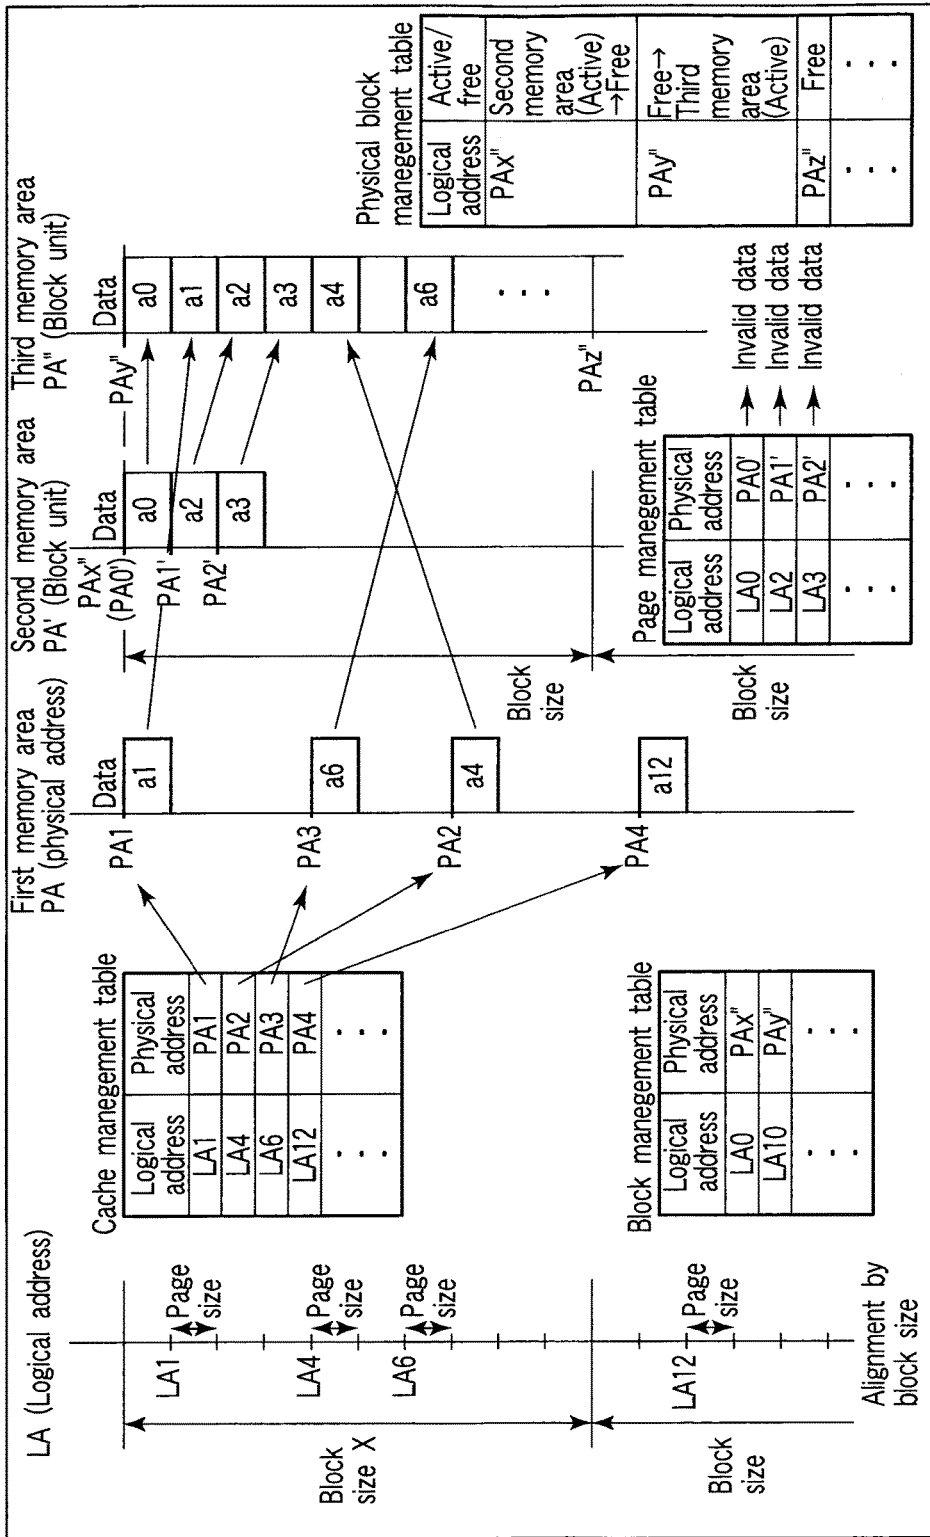 LA (Logical address)
LA1
Page
size
LA4
Page
size
LA6
Page
size
LA12
Page
size
Block
size X
Block
size
Alignment by
block size
Cache manegement table
Logical
address
Physical
address
LA1 PA1
LA4 PA2
LA6 PA3
LA12 PA4
. . . . . .
Block manegement table
Logical
address
Physical
address
LA0 PAx"
LA10 PAy"
. . . . . .
First memory area
PA (physical address)
Data
PA1
a1
PA3
a6
PA2
a4
PA4
a12
Second memory area
PA' (Block unit)
PAx"
(PA0')
Data
a0
PA1'
a2
PA2'
a3
Block
size
Block
size
Third memory area
PA" (Block unit)
Data
PAy"
a0
a1
a2
a3
a4
a6
. . .
PAz"
Page manegement table
Logical
address
Physical
address
LA0 PA0' Invalid data
LA2 PA1' Invalid data
LA3 PA2' Invalid data
. . . . . .
Physical block
manegement table
Logical
address
Active/
free
PAx" Second
memory
area
(Active)
→Free
PAy" Free→
Third
memory
area
(Active)
PAz" Free
. . . . . .